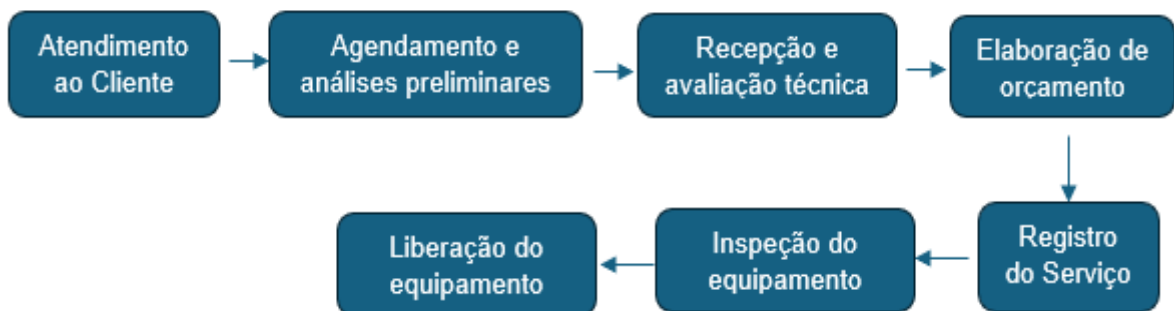 Atendimento
ao Cliente
Agendamento e
análises preliminares
Recepção e
avaliação técnica
Elaboração de
orçamento
Registro
do Serviço
Inspeção do
equipamento
Liberação do
equipamento